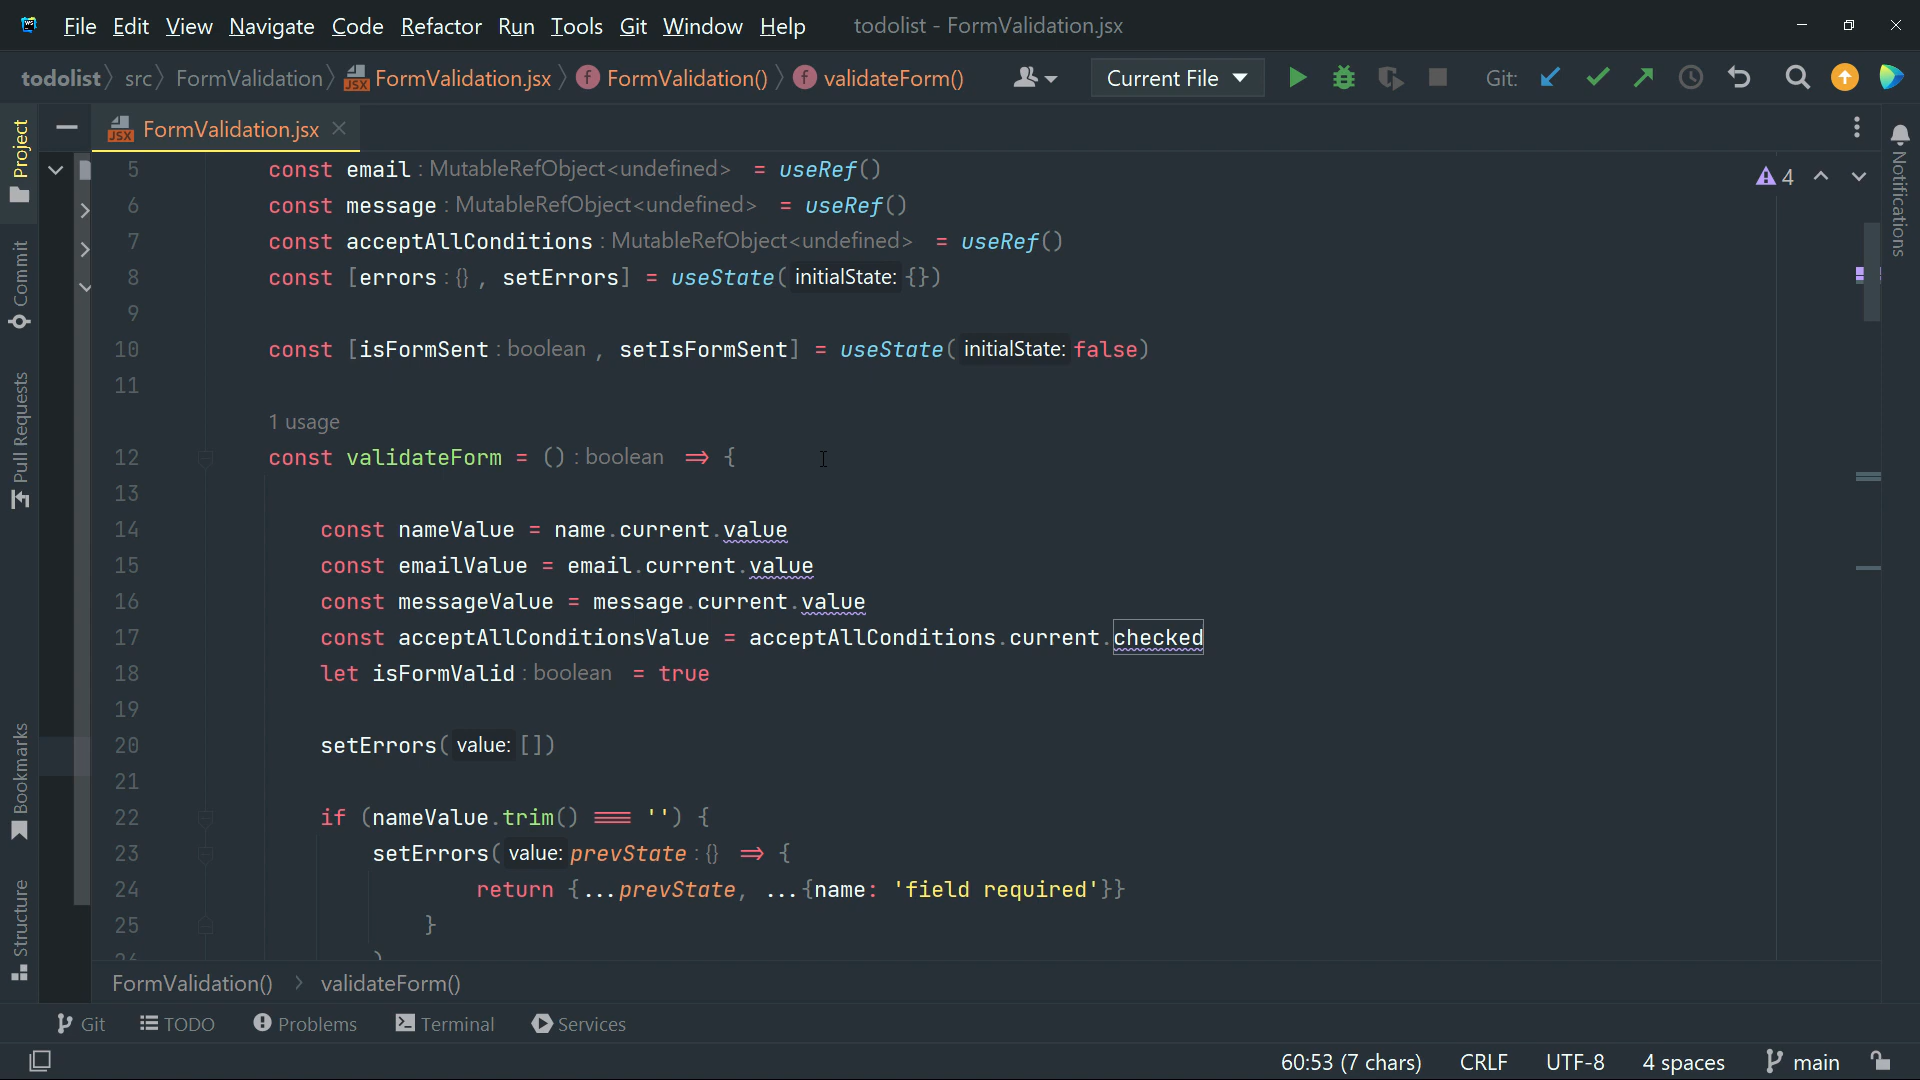 File Edit View Navigate Code Refactor Run Tools Git Window Help todolist - FormValidation.jsx
todolist src FormValidation FormValidation.jsx FormValidation() validateForm() Current File Git:
Project
Commit
Pull Requests
Bookmarks
Structure
FormValidation.jsx
4
Notifications
5 const email : MutableRefObject<undefined> = useRef()
6 const message : MutableRefObject<undefined> = useRef()
7 const acceptAllConditions : MutableRefObject<undefined> = useRef()
8 const [errors : {} , setErrors] = useState( initialState: {})
9
10 const [isFormSent : boolean , setIsFormSent] = useState( initialState: false)
11
1 usage
12 const validateForm = () : boolean => {
13
14 const nameValue = name.current.value
15 const emailValue = email.current.value
16 const messageValue = message.current.value
17 const acceptAllConditionsValue = acceptAllConditions.current.checked
18 let isFormValid : boolean = true
19
20 setErrors( value: [])
21
22 if (nameValue.trim() === '') {
23 setErrors( value: prevState : {} => {
24 return {...prevState, ...{name: 'field required'}}
25 }
FormValidation() validateForm()
Git TODO Problems Terminal Services
60:53 (7 chars) CRLF UTF-8 4 spaces main